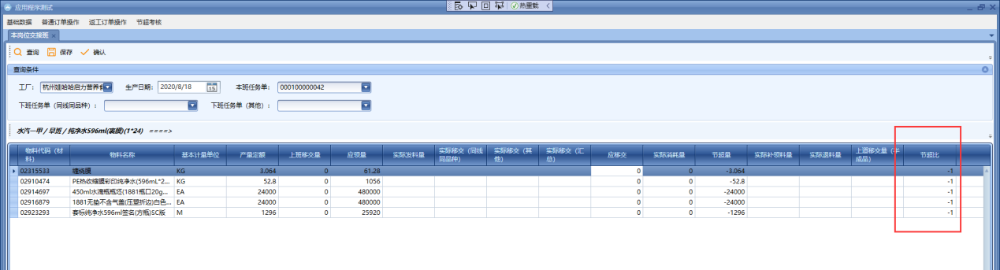 应用程序测试
热重载
基础数据 普通订单操作 返工订单操作 节超考核
本岗位交接班
查询 保存 确认
查询条件
工厂： 杭州娃哈哈启力营养食 生产日期： 2020/8/18 本班任务单： 000100000042
下班任务单（同线同品种）： 下班任务单（其他）：
水汽一甲 / 早班 / 纯净水596ml(裹膜)(1*24) ====>
物料代码（材料） 物料名称 基本计量单位 产量定额 上班移交量 应领量 实际发料量 实际移交（同线同品种） 实际移交（其他） 实际移交（汇总） 应移交 实际消耗量 节超量 实际补领料量 实际退料量 上道移交量（半成品） 节超比
02315533 缠绕膜 KG 3.064 0 61.28 0 0 -3.064 -1
02910474 PE热收缩膜彩印纯净水(596mL*2... KG 52.8 0 1056 0 0 -52.8 -1
02914697 450ml水滴瓶瓶坯(1881瓶口20g... EA 24000 0 480000 0 0 -24000 -1
02916879 1881无垫不含气盖(压塑折边)白色... EA 24000 0 480000 0 0 -24000 -1
02923293 套标纯净水596ml签名(方瓶)SC版 M 1296 0 25920 0 0 -1296 -1